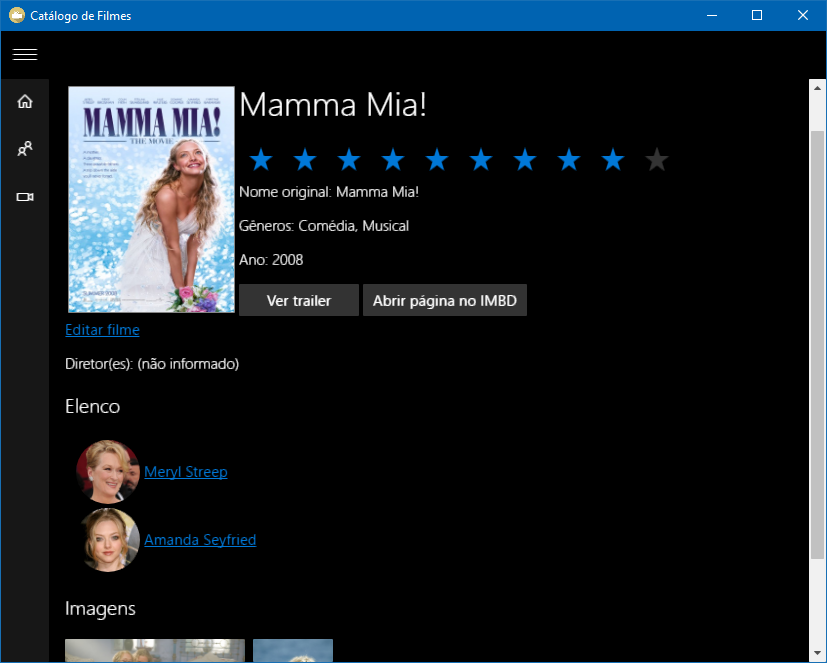 Catálogo de Filmes
Mamma Mia!
MAMMA MIA!
THE MOVIE
Nome original: Mamma Mia!
Gêneros: Comédia, Musical
Ano: 2008
Ver trailer
Abrir página no IMBD
Editar filme
Diretor(es): (não informado)
Elenco
Meryl Streep
Amanda Seyfried
Imagens